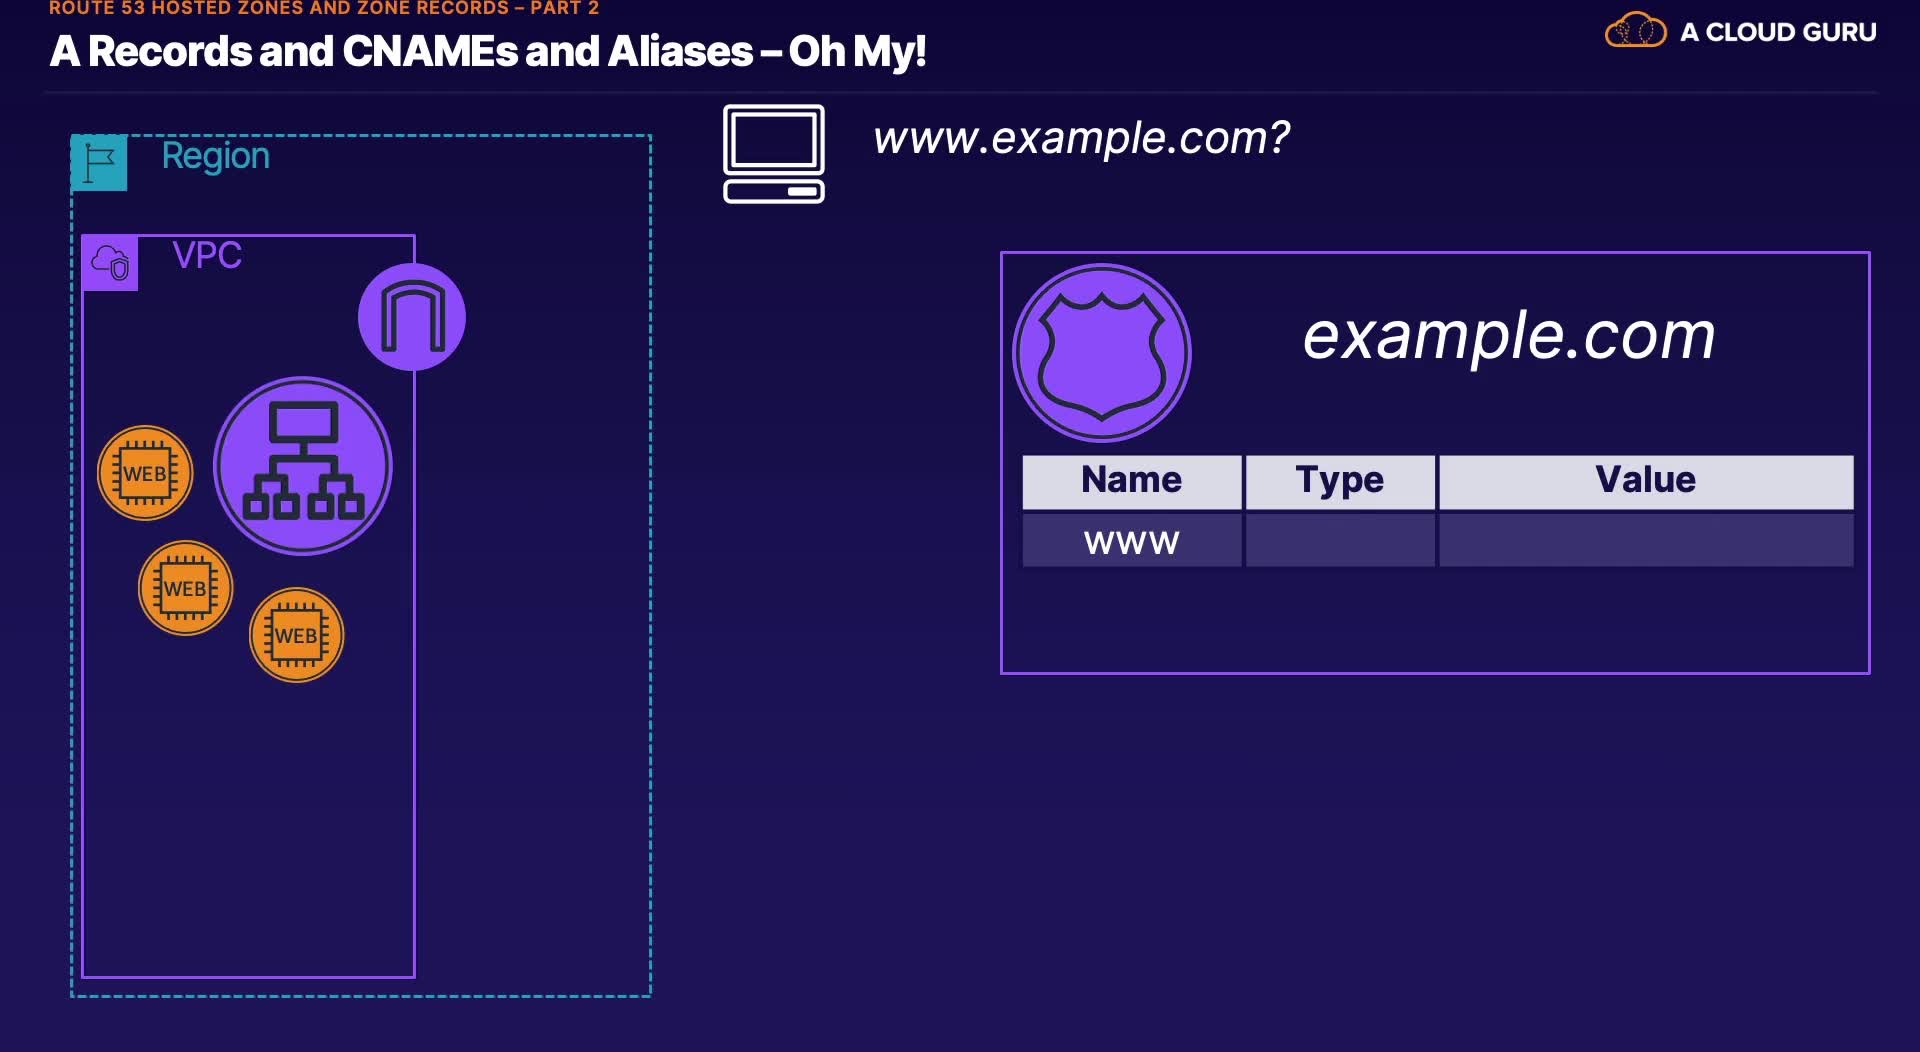 ROUTE 53 HOSTED ZONES AND ZONE RECORDS – PART 2
A Records and CNAMEs and Aliases – Oh My!
A CLOUD GURU
Region
www.example.com?
VPC
example.com
WEB
WEB
WEB
Name Type Value
www